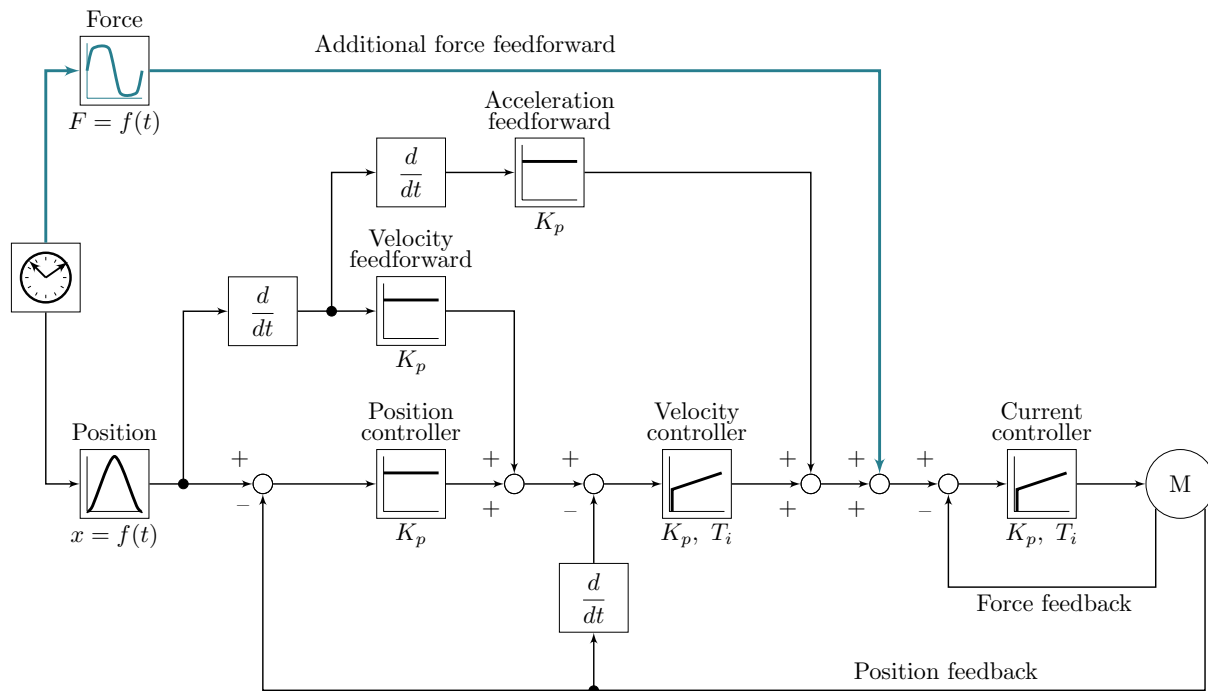 Force
Additional force feedforward
F = f(t)
Acceleration
feedforward
d
dt
K_p
Velocity
feedforward
d
dt
K_p
Position
Position
controller
Velocity
controller
Current
controller
+
+
+
+
+
+
M
−
+
−
+
+
−
x = f(t)
K_p
K_p, T_i
K_p, T_i
d
dt
Force feedback
Position feedback